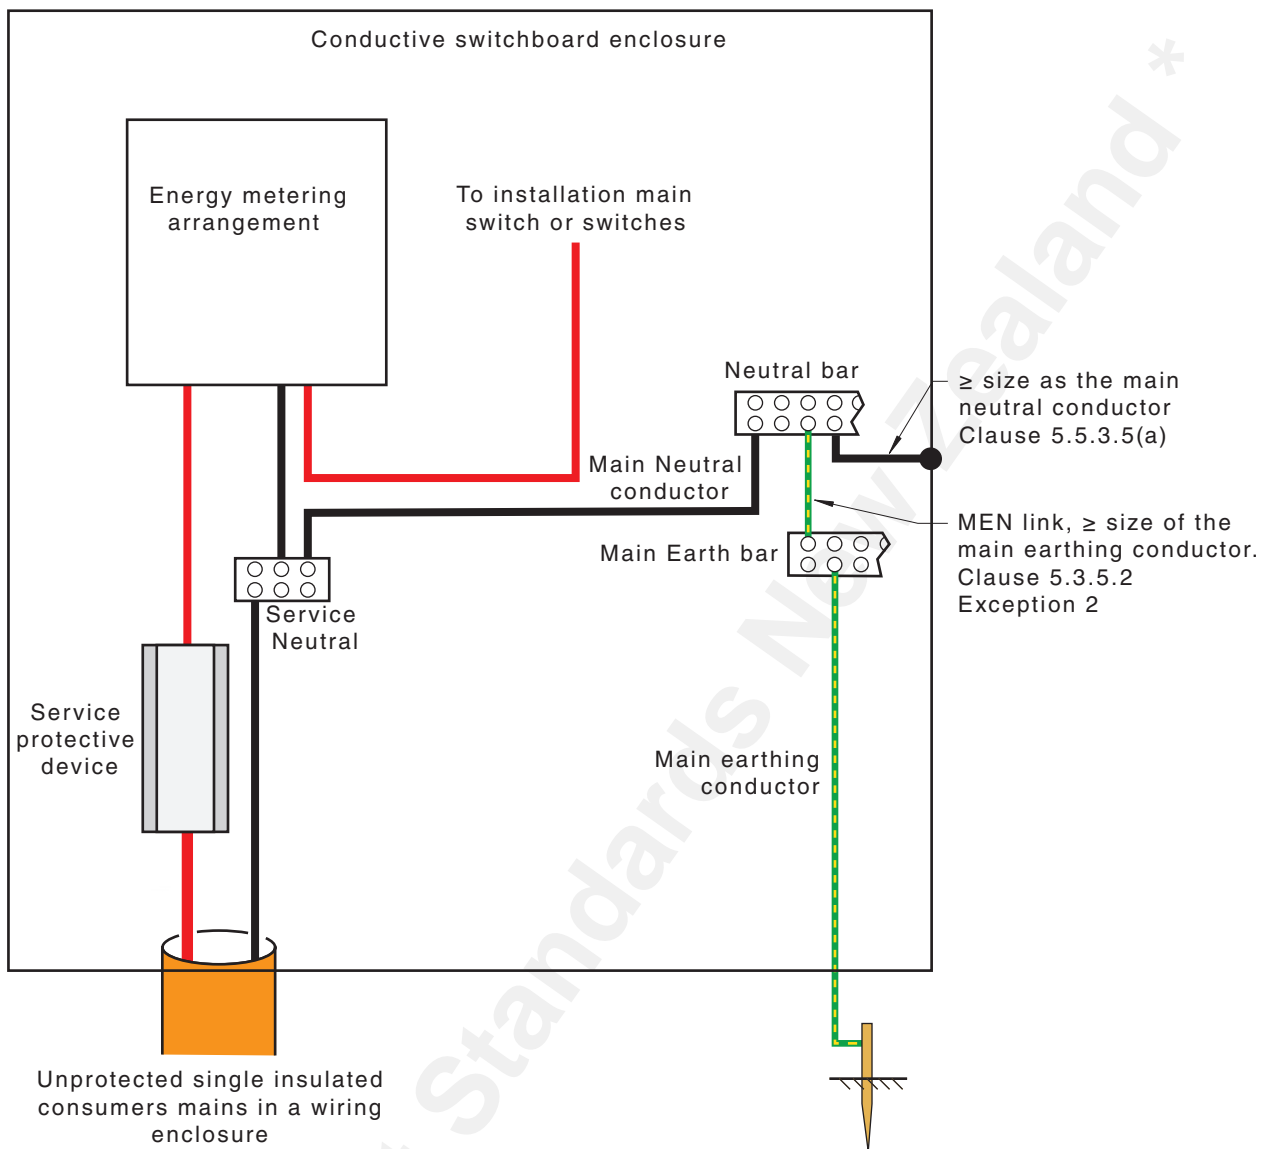 Conductive switchboard enclosure
Energy metering
arrangement
To installation main
switch or switches
Neutral bar
≥ size as the main
neutral conductor
Clause 5.5.3.5(a)
Main Neutral
conductor
MEN link, ≥ size of the
main earthing conductor.
Clause 5.3.5.2
Exception 2
Main Earth bar
Service
Neutral
Service
protective
device
Main earthing
conductor
Unprotected single insulated
consumers mains in a wiring
enclosure
* Standards New Zealand *